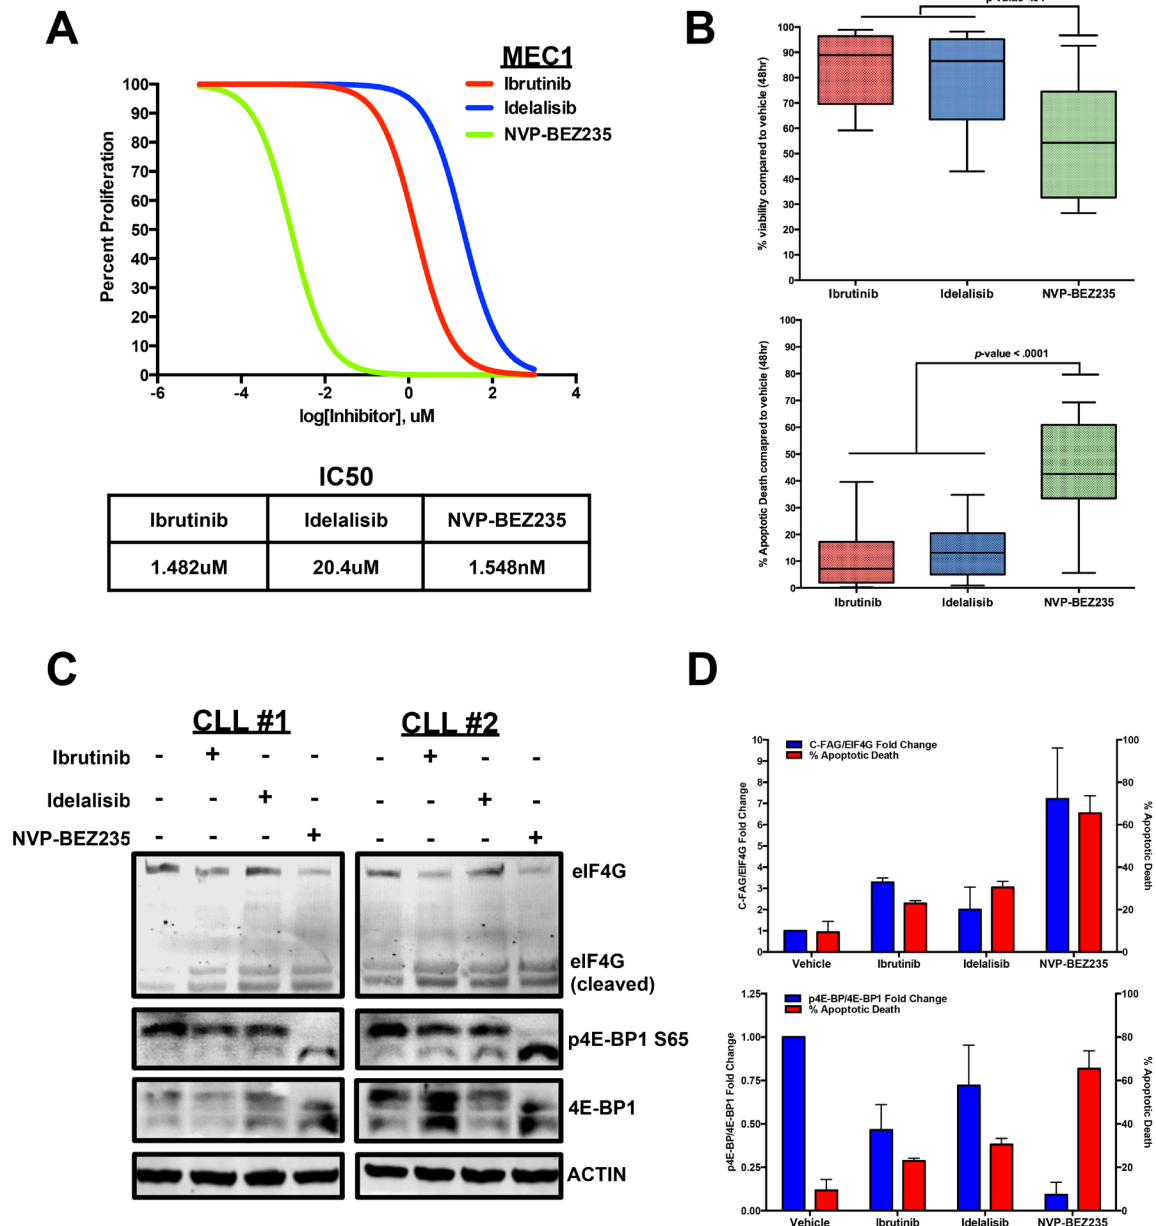 A
MEC1
Ibrutinib
Idelalisib
NVP-BEZ235
Percent Proliferation
100
90
80
70
60
50
40
30
20
10
0
-6 -4 -2 0 2 4
log[Inhibitor], uM
IC50
Ibrutinib Idelalisib NVP-BEZ235
1.482uM 20.4uM 1.548nM
B
% viability compared to vehicle (48hr)
100
90
80
70
60
50
40
30
20
10
0
Ibrutinib Idelalisib NVP-BEZ235
% Apoptotic Death comapred to vehicle (48hr)
100
90
80
70
60
50
40
30
20
10
0
p-value < .0001
Ibrutinib Idelalisib NVP-BEZ235
C
CLL #1 CLL #2
Ibrutinib - + - - - + - -
Idelalisib - - + - - - + -
NVP-BEZ235 - - - + - - - +
eIF4G
eIF4G
(cleaved)
p4E-BP1 S65
4E-BP1
ACTIN
D
C-FAG/EIF4G Fold Change
% Apoptotic Death
C-FAG/EIF4G Fold Change
10
9
8
7
6
5
4
3
2
1
0
100
80
60
40
20
0
% Apoptotic Death
Vehicle Ibrutinib Idelalisib NVP-BEZ235
p4E-BP/4E-BP1 Fold Change
% Apoptotic Death
p4E-BP/4E-BP1 Fold Change
1.25
1.00
0.75
0.50
0.25
0.00
100
80
60
40
20
0
% Apoptotic Death
Vehicle Ibrutinib Idelalisib NVP-BEZ235